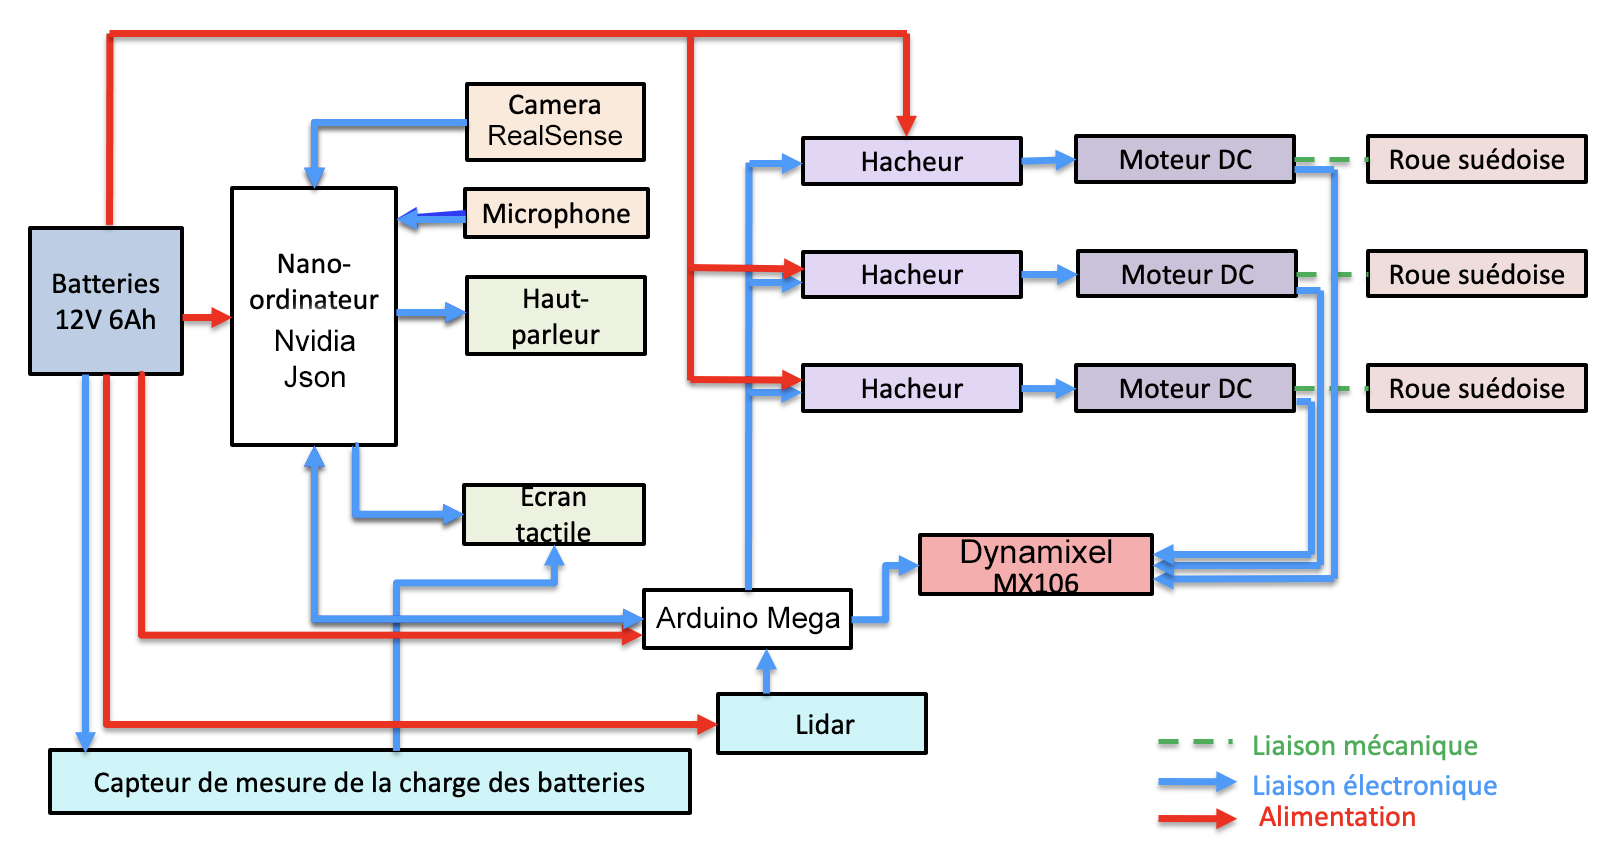 Camera
RealSense
Microphone
Batteries
12V 6Ah
Nano-
ordinateur
Nvidia
Json
Haut-
parleur
Ecran
tactile
Hacheur
Moteur DC
Roue suédoise
Hacheur
Moteur DC
Roue suédoise
Hacheur
Moteur DC
Roue suédoise
Dynamixel
MX106
Arduino Mega
Lidar
Capteur de mesure de la charge des batteries
Liaison mécanique
Liaison électronique
Alimentation